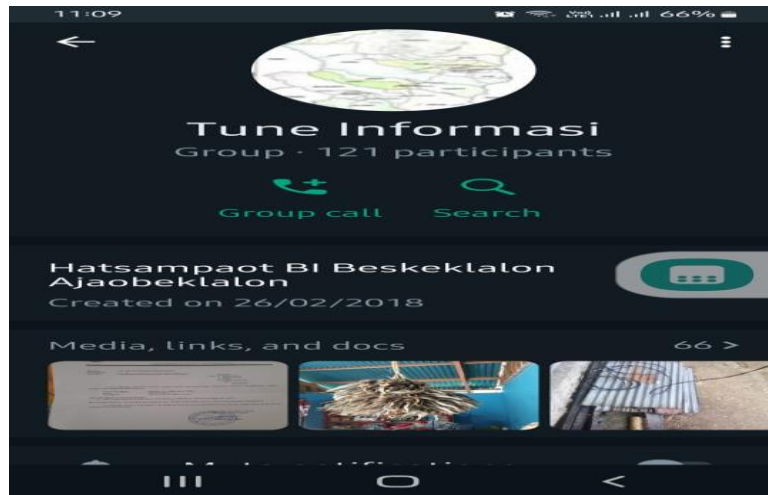 11:09
66%
Tune Informasi
Group · 121 participants
Group call Search
Hatsampaot BI Beskeklalon
Ajaobeklalon
Created on 26/02/2018
Media, links, and docs 66 >